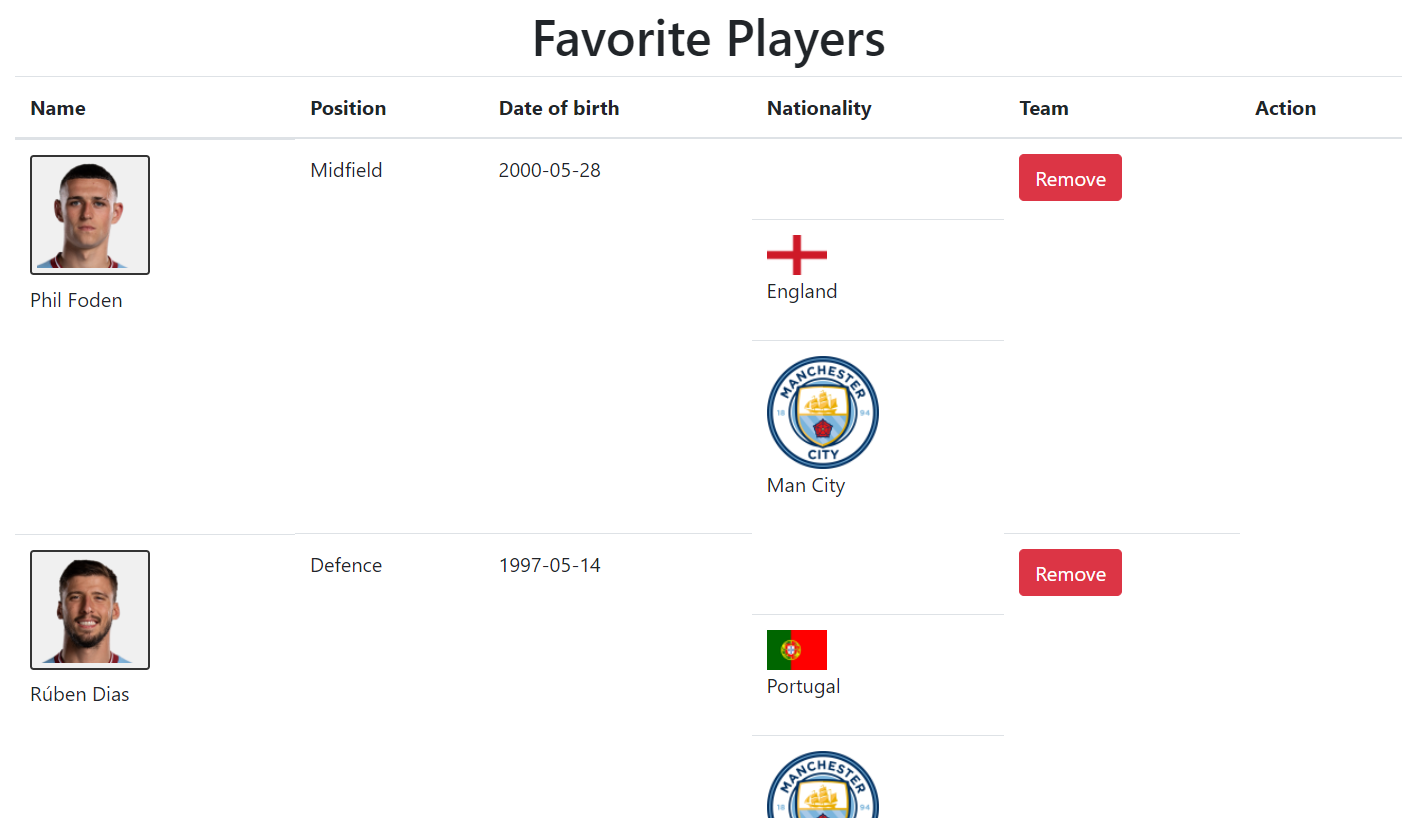 Favorite Players
Name Position Date of birth Nationality Team Action
Midfield 2000-05-28 Remove
England
Phil Foden
MANCHESTER
18 94
CITY
Man City
Defence 1997-05-14 Remove
Portugal
Rúben Dias
MANCHESTER
18 94